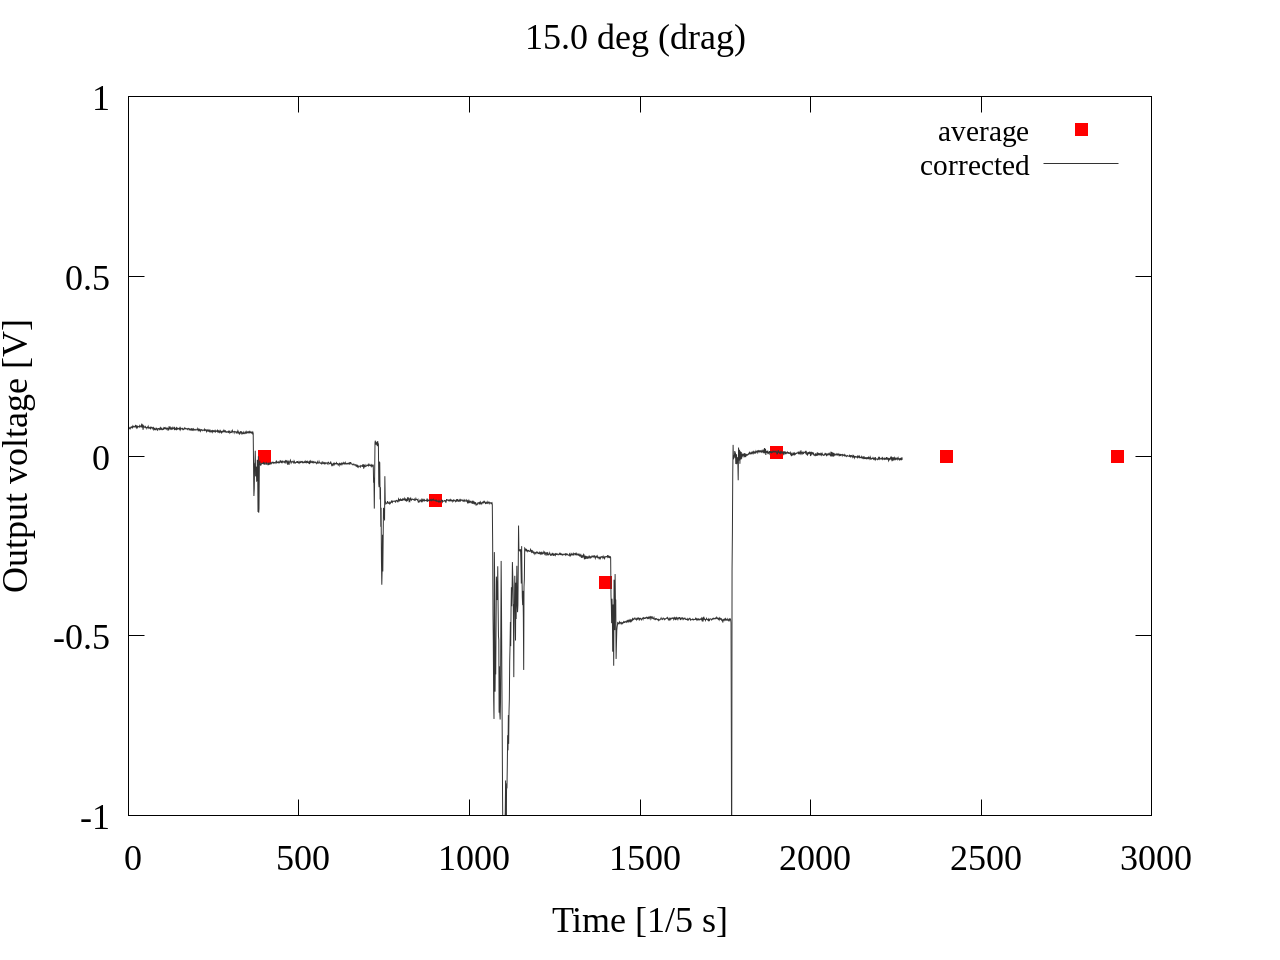 15.0 deg (drag)
average
corrected
1
0.5
0
-0.5
-1
Output voltage [V]
0 500 1000 1500 2000 2500 3000
Time [1/5 s]